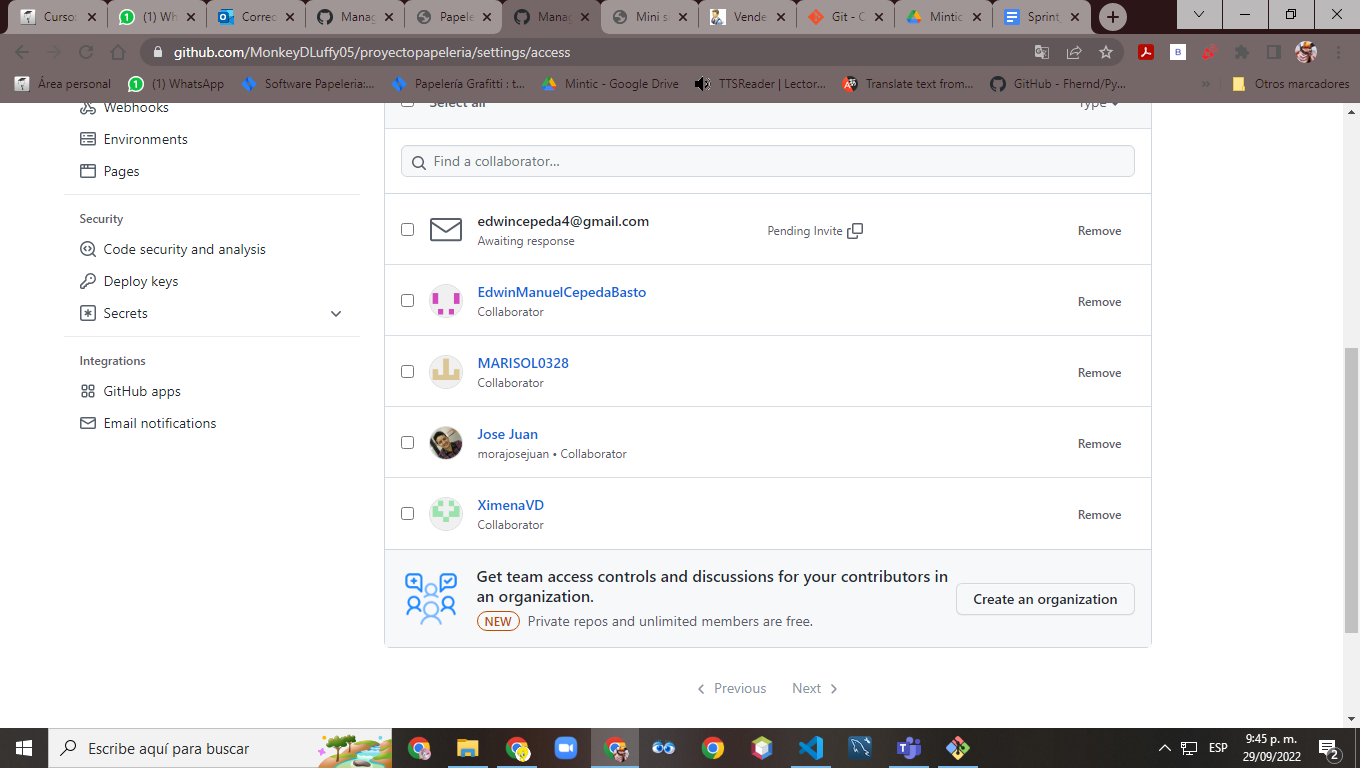 Curso:
(1) Wh
Correc
Manag
Papele
Manag
Mini s
Vende
Git - C
Mintic
Sprint_
github.com/MonkeyDLuffy05/proyectopapeleria/settings/access
Área personal
(1) WhatsApp
Software Papeleria:...
Papelería Grafitti : t...
Mintic - Google Drive
TTSReader | Lector...
Translate text from...
GitHub - Fhernd/Py...
»
Otros marcadores
Webhooks
Environments
Pages
Security
Code security and analysis
Deploy keys
Secrets
Integrations
GitHub apps
Email notifications
Select all
Type
Find a collaborator...
edwincepeda4@gmail.com
Awaiting response
Pending Invite
Remove
EdwinManuelCepedaBasto
Collaborator
Remove
MARISOL0328
Collaborator
Remove
Jose Juan
morajosejuan • Collaborator
Remove
XimenaVD
Collaborator
Remove
Get team access controls and discussions for your contributors in
an organization.
NEW Private repos and unlimited members are free.
Create an organization
Previous
Next
Escribe aquí para buscar
ESP
9:45 p. m.
29/09/2022
2